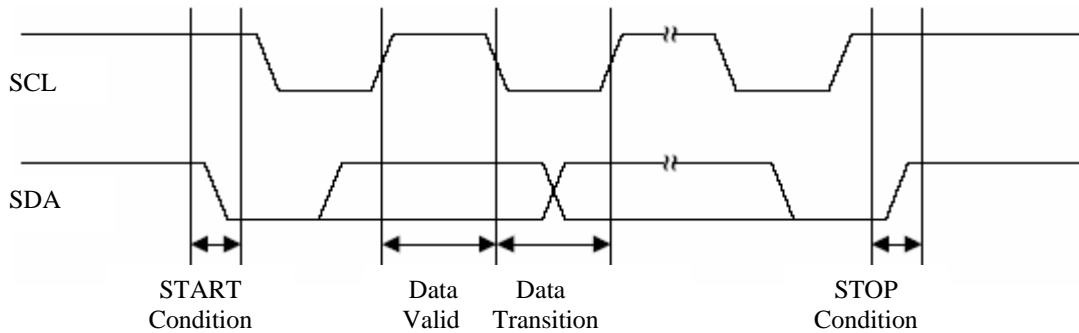 SCL
SDA
START
Condition
Data
Valid
Data
Transition
STOP
Condition